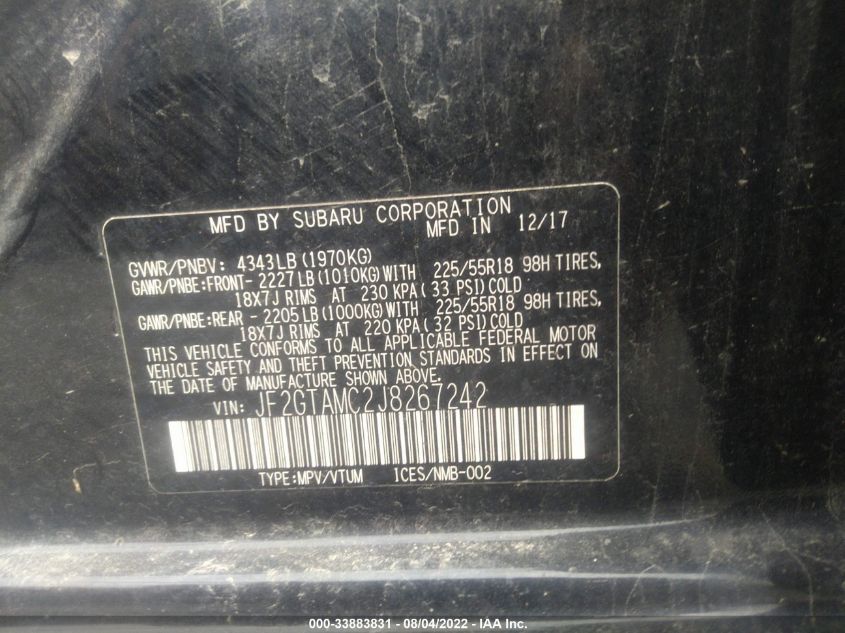 MFD BY SUBARU CORPORATION
MFD IN 12/17
GVWR/PNBV: 4343LB (1970KG)
GAWR/PNBE:FRONT- 2227LB (1010KG) WITH 225/55R18 98H TIRES,
18X7J RIMS AT 230 KPA (33 PSI) COLD
GAWR/PNBE:REAR - 2205LB (1000KG) WITH 225/55R18 98H TIRES,
18X7J RIMS AT 220 KPA (32 PSI) COLD
THIS VEHICLE CONFORMS TO ALL APPLICABLE FEDERAL MOTOR
VEHICLE SAFETY AND THEFT PREVENTION STANDARDS IN EFFECT ON
THE DATE OF MANUFACTURE SHOWN ABOVE.
VIN: JF2GTAMC2J8267242
TYPE:MPV/VTUM ICES/NMB-002
000-33883831 - 08/04/2022 - IAA Inc.